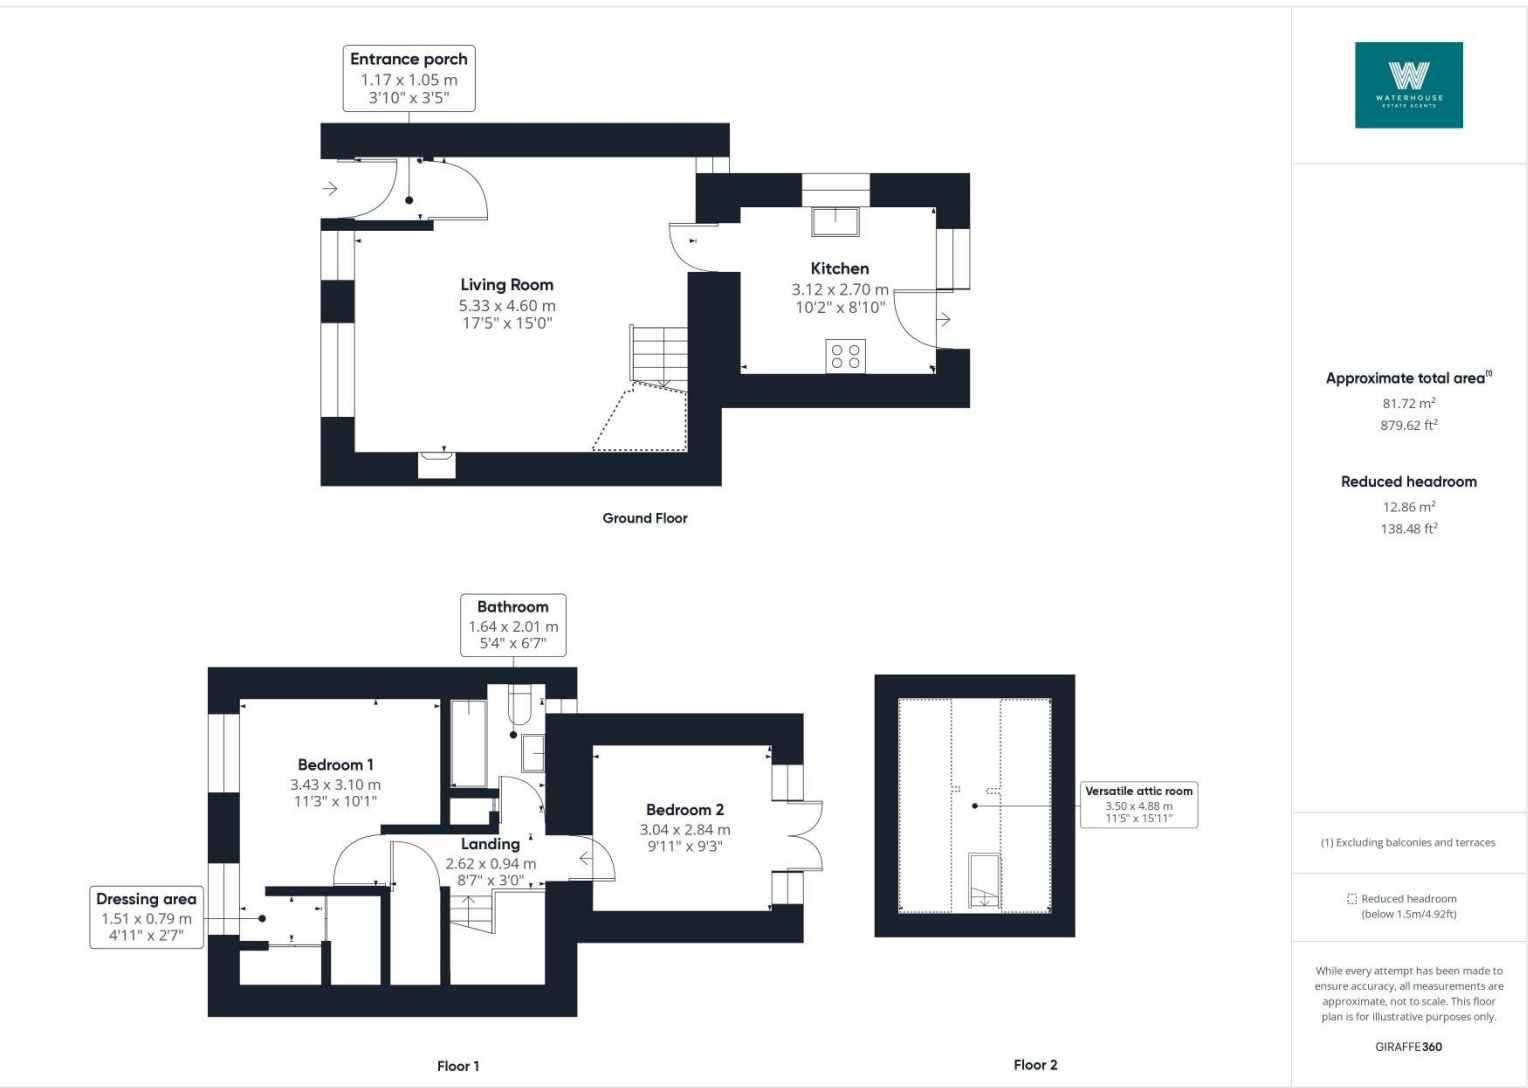 Entrance porch
1.17 x 1.05 m
3'10" x 3'5"
Living Room
5.33 x 4.60 m
17'5" x 15'0"
Kitchen
3.12 x 2.70 m
10'2" x 8'10"
Ground Floor
Bathroom
1.64 x 2.01 m
5'4" x 6'7"
Bedroom 1
3.43 x 3.10 m
11'3" x 10'1"
Landing
2.62 x 0.94 m
8'7" x 3'0"
Bedroom 2
3.04 x 2.84 m
9'11" x 9'3"
Dressing area
1.51 x 0.79 m
4'11" x 2'7"
Floor 1
Versatile attic room
3.50 x 4.88 m
11'5" x 15'11"
Floor 2
W
WATERHOUSE
ESTATE AGENTS
Approximate total area(1)
81.72 m²
879.62 ft²
Reduced headroom
12.86 m²
138.48 ft²
(1) Excluding balconies and terraces
Reduced headroom
(below 1.5m/4.92ft)
While every attempt has been made to
ensure accuracy, all measurements are
approximate, not to scale. This floor
plan is for illustrative purposes only.
GIRAFFE360